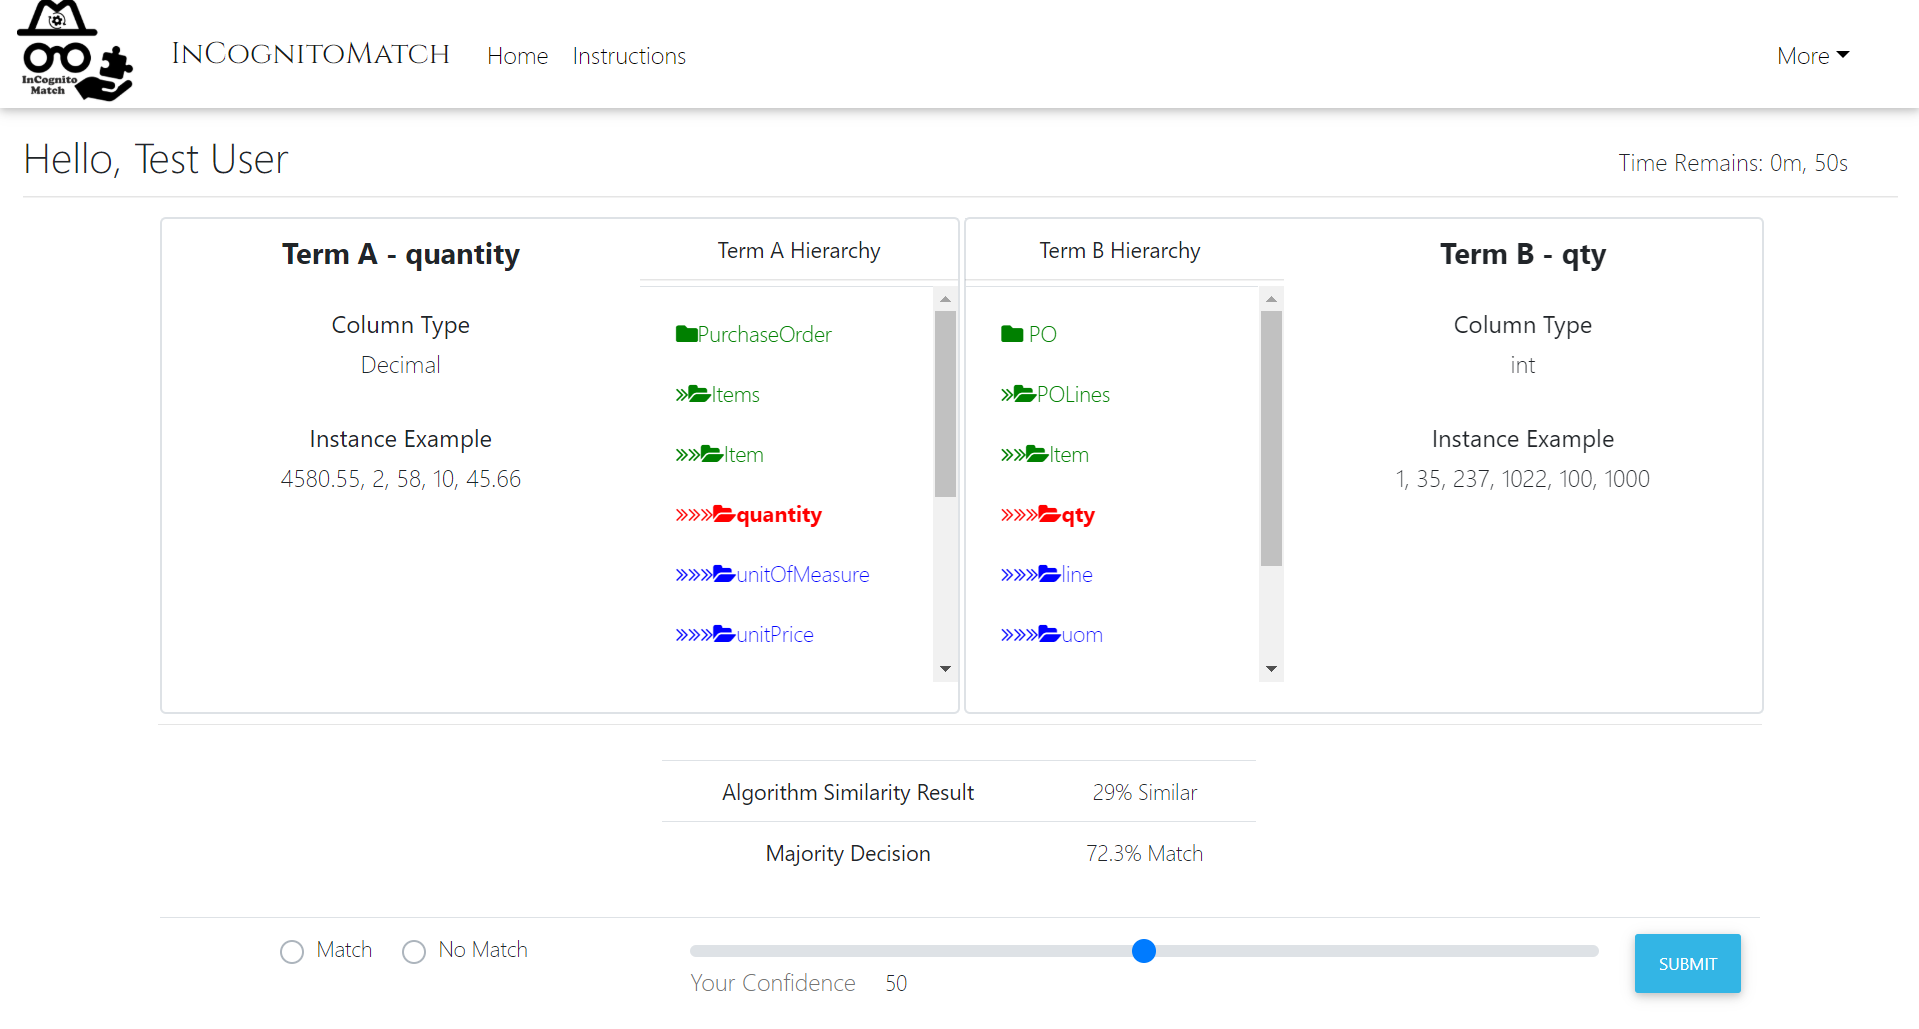 InCognito
Match
InCognitoMatch
Home
Instructions
More
Hello, Test User
Time Remains: 0m, 50s
Term A - quantity
Column Type
Decimal
Instance Example
4580.55, 2, 58, 10, 45.66
Term A Hierarchy
PurchaseOrder
»Items
»»Item
»»»quantity
»»»unitOfMeasure
»»»unitPrice
Term B Hierarchy
PO
»POLines
»»Item
»»»qty
»»»line
»»»uom
Term B - qty
Column Type
int
Instance Example
1, 35, 237, 1022, 100, 1000
Algorithm Similarity Result
29% Similar
Majority Decision
72.3% Match
Match
No Match
Your Confidence
50
SUBMIT